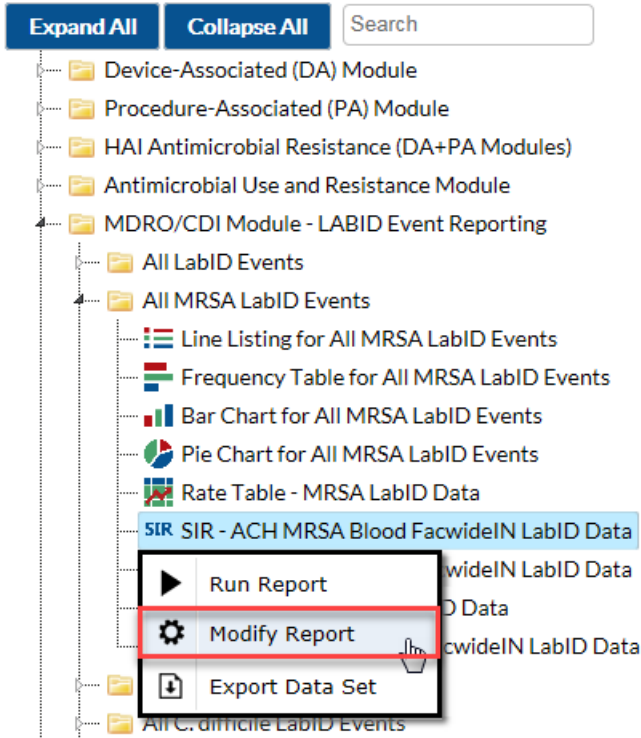 Expand All
Collapse All
Search
Device-Associated (DA) Module
Procedure-Associated (PA) Module
HAI Antimicrobial Resistance (DA+PA Modules)
Antimicrobial Use and Resistance Module
MDRO/CDI Module - LABID Event Reporting
All LabID Events
All MRSA LabID Events
Line Listing for All MRSA LabID Events
Frequency Table for All MRSA LabID Events
Bar Chart for All MRSA LabID Events
Pie Chart for All MRSA LabID Events
Rate Table - MRSA LabID Data
SIR SIR - ACH MRSA Blood FacwideIN LabID Data
Run Report
wideIN LabID Data
D Data
Modify Report
cwideIN LabID Data
Export Data Set
All C. difficile LabID Events